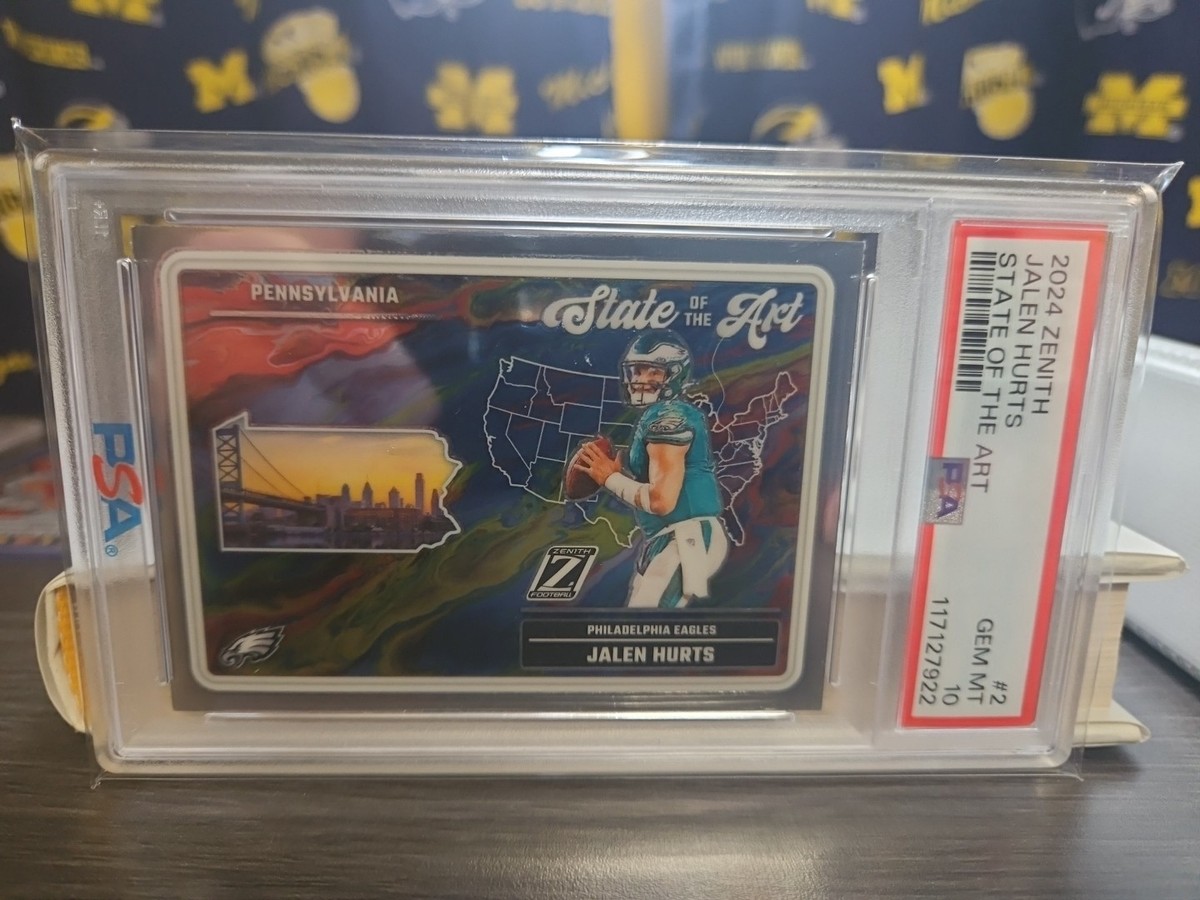 PENNSYLVANIA
State OF THE Art
ZENITH
Z
FOOTBALL
PHILADELPHIA EAGLES
JALEN HURTS
PSA
2024 ZENITH
JALEN HURTS
STATE OF THE ART
PSA
#2
GEM MT
10
117127922
M
M
M